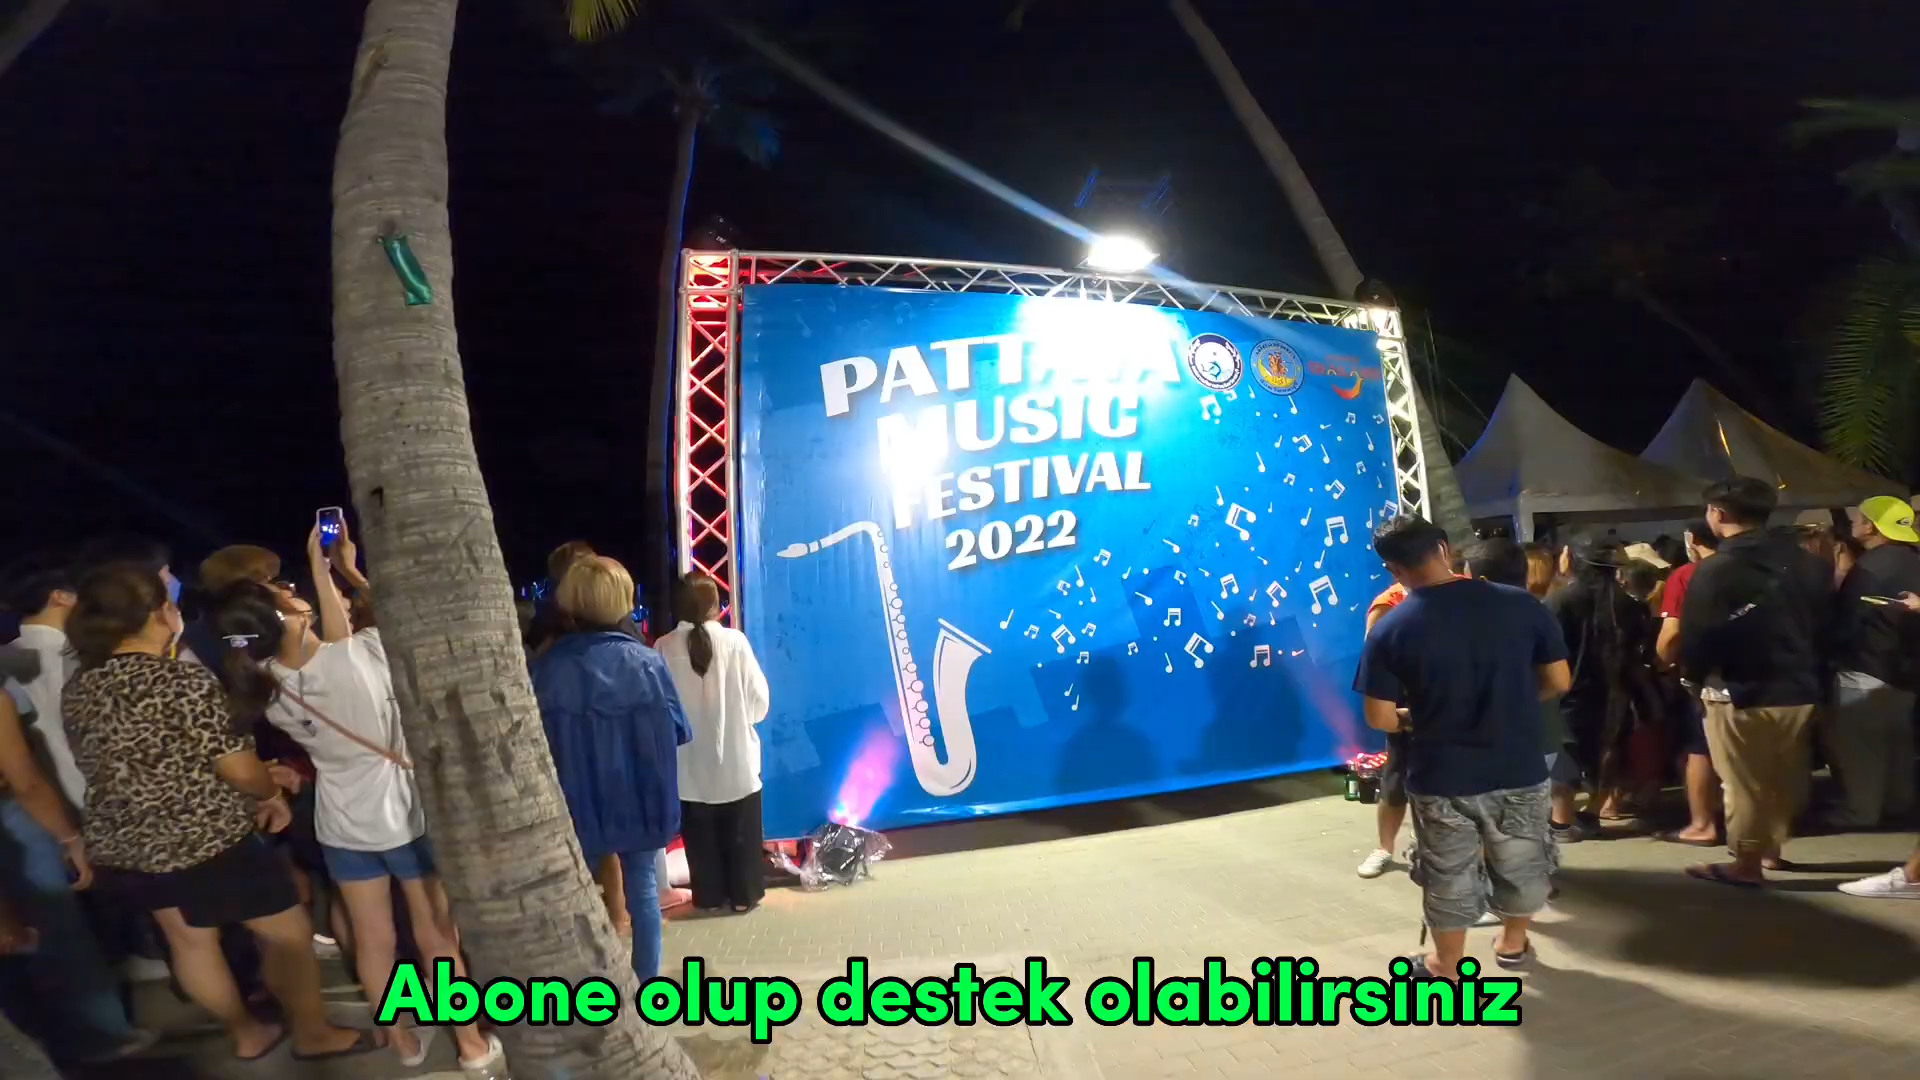 PATTAYA
MUSIC
FESTIVAL
2022
Abone olup destek olabilirsiniz